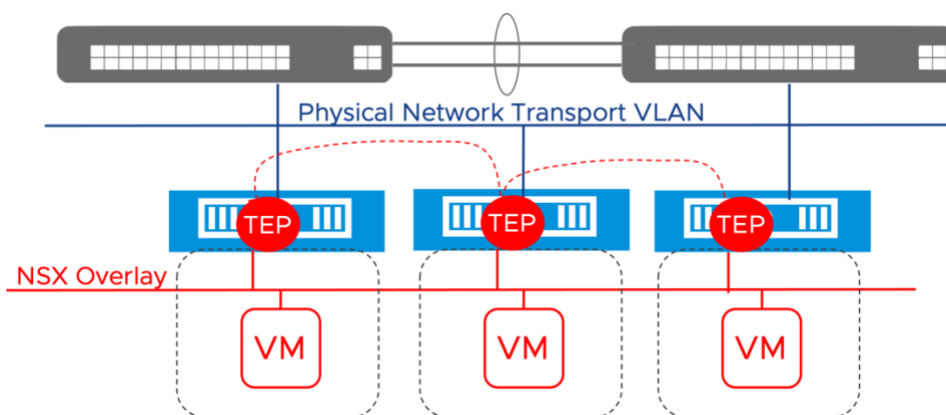 Physical Network Transport VLAN
TEP
TEP
TEP
NSX Overlay
VM
VM
VM